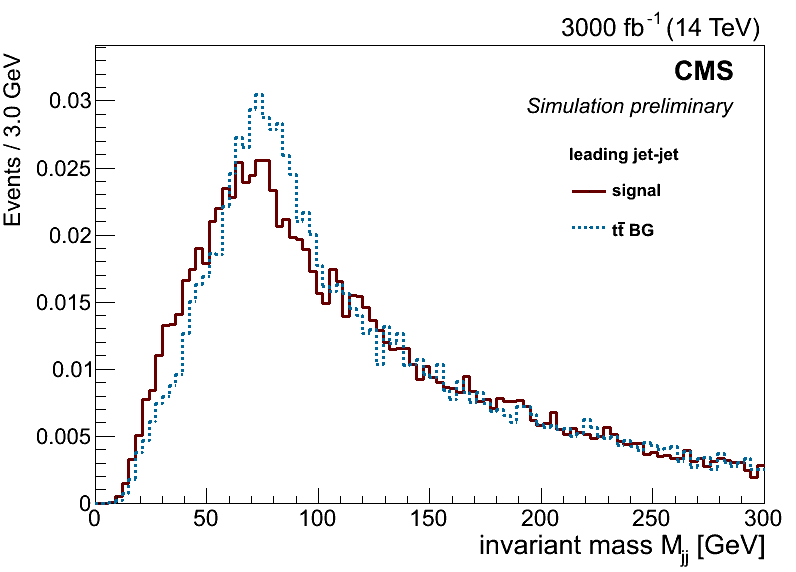 3000 fb⁻¹ (14 TeV)
CMS
Simulation preliminary
leading jet-jet
signal
tt̄ BG
Events / 3.0 GeV
0.03
0.025
0.02
0.015
0.01
0.005
0
0 50 100 150 200 250 300
invariant mass Mjj [GeV]